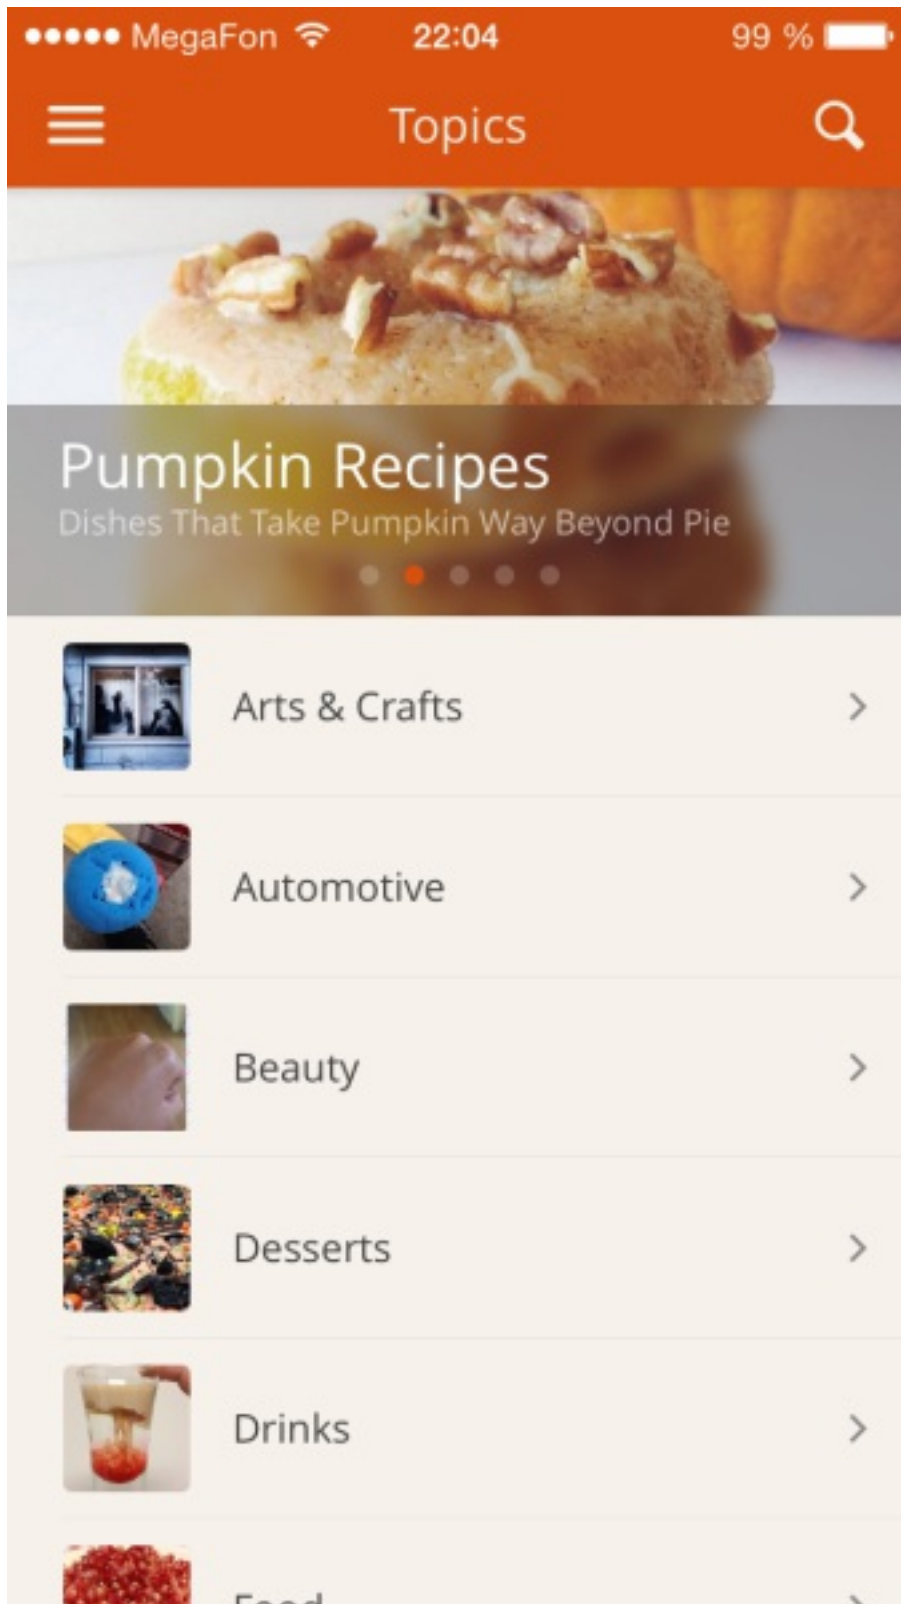 MegaFon 22:04 99 %
Topics
Pumpkin Recipes
Dishes That Take Pumpkin Way Beyond Pie
Arts & Crafts
Automotive
Beauty
Desserts
Drinks
Food